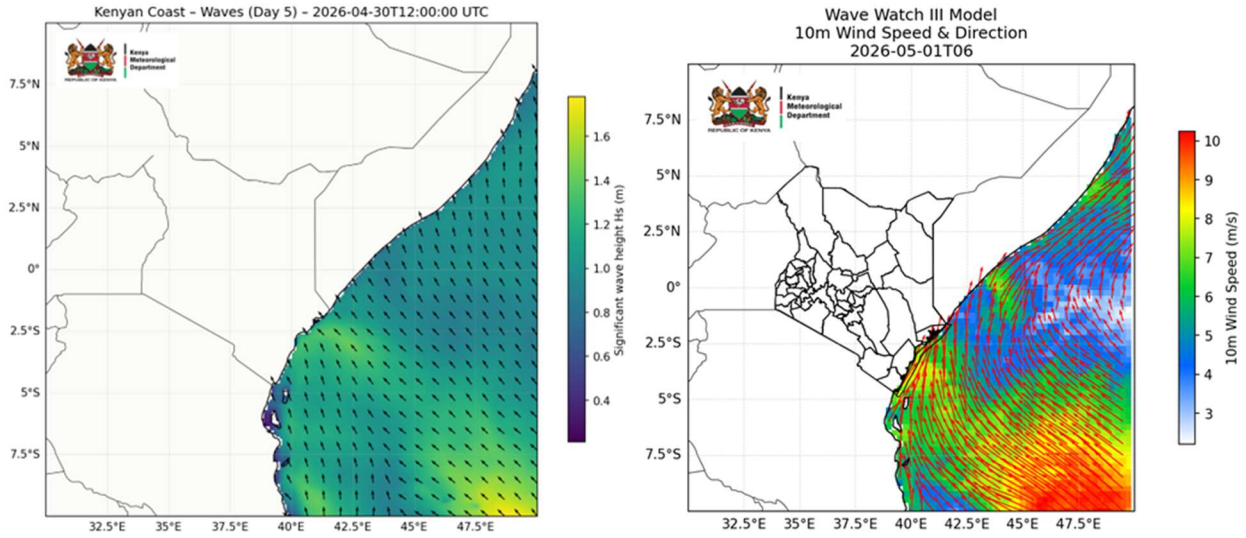 Kenyan Coast – Waves (Day 5) – 2026-04-30T12:00:00 UTC
Kenya
Meteorological
Department
REPUBLIC OF KENYA
7.5°N
5°N
2.5°N
0°
2.5°S
5°S
7.5°S
32.5°E
35°E
37.5°E
40°E
42.5°E
45°E
47.5°E
1.6
1.4
1.2
1.0
0.8
0.6
0.4
Significant wave height Hs (m)
Wave Watch III Model
10m Wind Speed & Direction
2026-05-01T06
Kenya
Meteorological
Department
REPUBLIC OF KENYA
7.5°N
5°N
2.5°N
0°
2.5°S
5°S
7.5°S
32.5°E
35°E
37.5°E
40°E
42.5°E
45°E
47.5°E
10
9
8
7
6
5
4
3
10m Wind Speed (m/s)